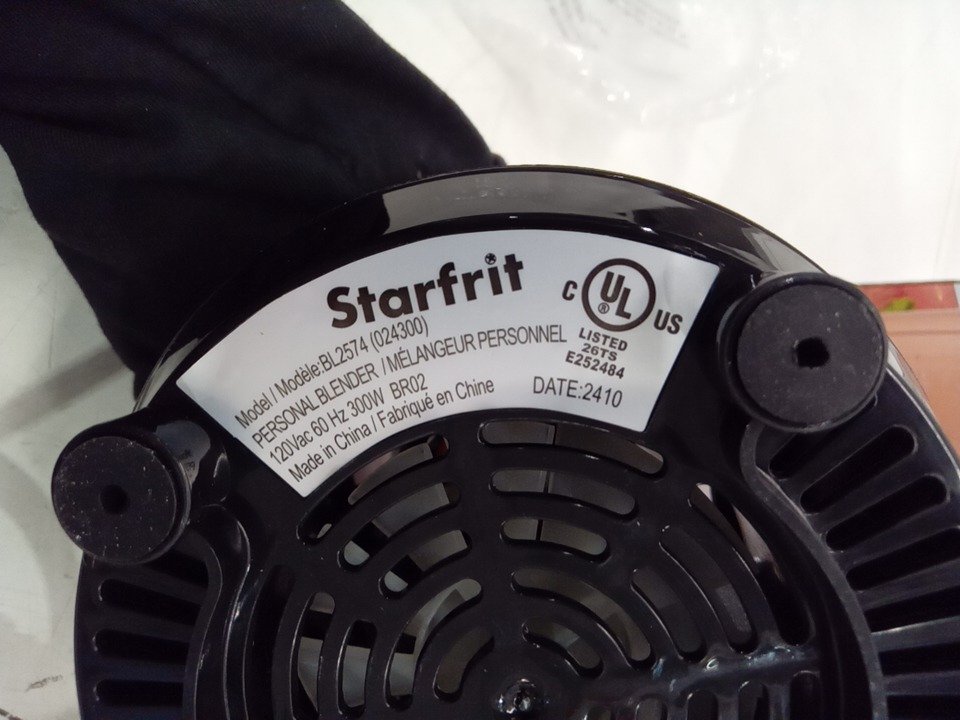 Starfrit
Model / Modèle BL2574 (024300)
PERSONAL BLENDER / MÉLANGEUR PERSONNEL
120Vac 60 Hz 300W BR02
Made in China / Fabriqué en Chine
C UL ® US
LISTED
26TS
E252484
DATE:2410